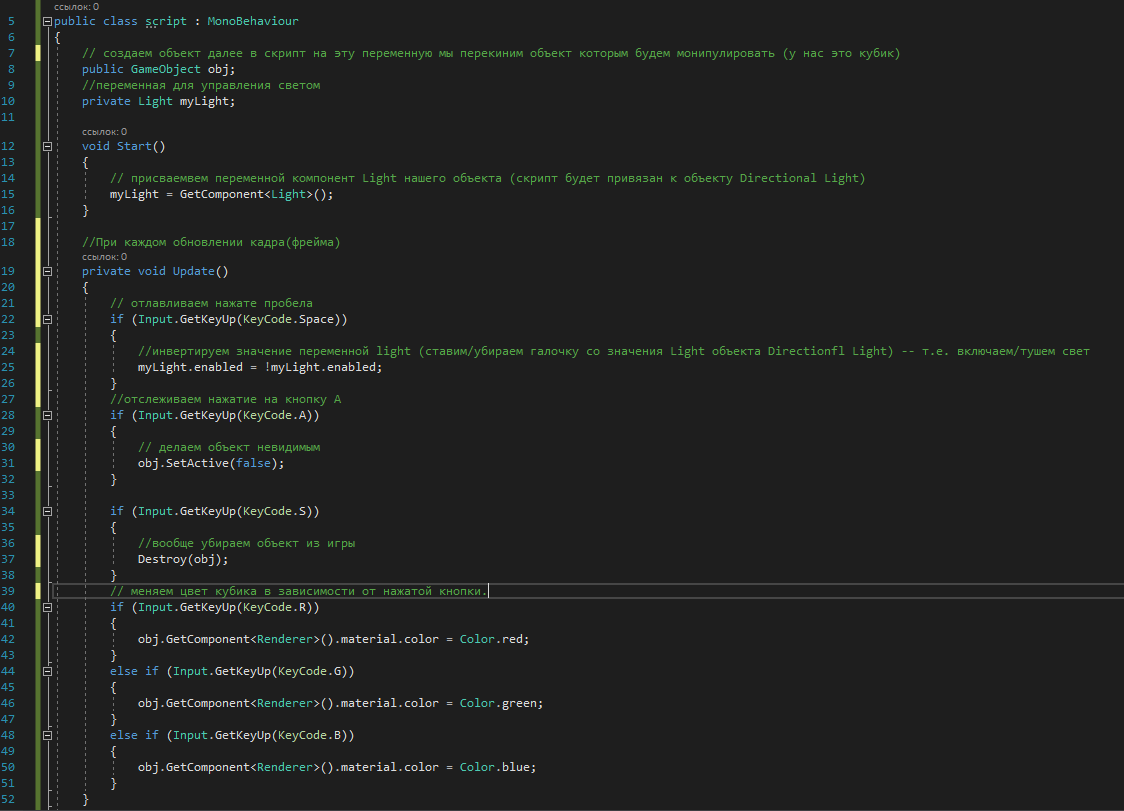 ссылок: 0
5 public class script : MonoBehaviour
6 {
7 // создаем объект далее в скрипт на эту переменную мы перекиним объект которым будем монипулировать (у нас это кубик)
8 public GameObject obj;
9 //переменная для управления светом
10 private Light myLight;
11
ссылок: 0
12 void Start()
13 {
14 // присваемвем переменной компонент Light нашего объекта (скрипт будет привязан к объекту Directional Light)
15 myLight = GetComponent<Light>();
16 }
17
18 //При каждом обновлении кадра(фрейма)
ссылок: 0
19 private void Update()
20 {
21 // отлавливаем нажате пробела
22 if (Input.GetKeyUp(KeyCode.Space))
23 {
24 //инвертируем значение переменной light (ставим/убираем галочку со значения Light объекта Directionfl Light) -- т.е. включаем/тушем свет
25 myLight.enabled = !myLight.enabled;
26 }
27 //отслеживаем нажатие на кнопку A
28 if (Input.GetKeyUp(KeyCode.A))
29 {
30 // делаем объект невидимым
31 obj.SetActive(false);
32 }
33
34 if (Input.GetKeyUp(KeyCode.S))
35 {
36 //вообще убираем объект из игры
37 Destroy(obj);
38 }
39 // меняем цвет кубика в зависимости от нажатой кнопки.
40 if (Input.GetKeyUp(KeyCode.R))
41 {
42 obj.GetComponent<Renderer>().material.color = Color.red;
43 }
44 else if (Input.GetKeyUp(KeyCode.G))
45 {
46 obj.GetComponent<Renderer>().material.color = Color.green;
47 }
48 else if (Input.GetKeyUp(KeyCode.B))
49 {
50 obj.GetComponent<Renderer>().material.color = Color.blue;
51 }
52 }